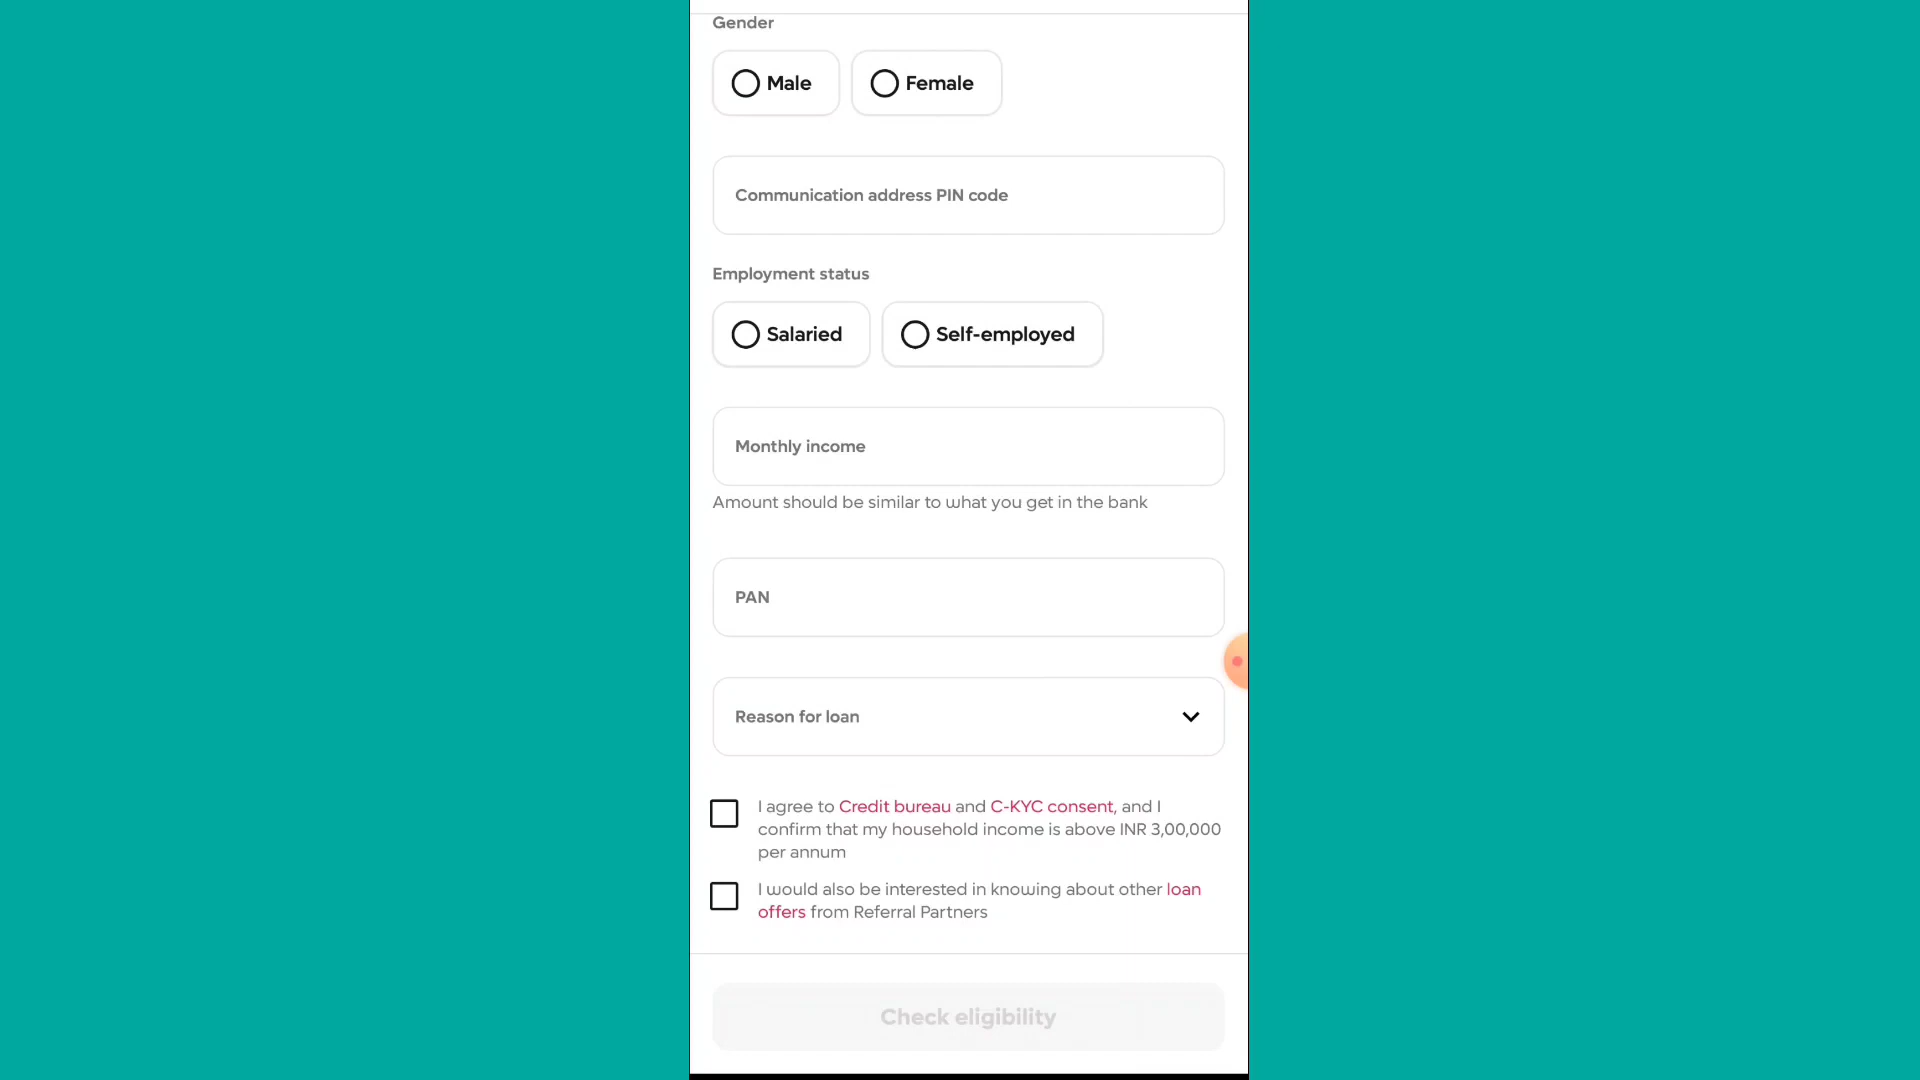 Gender
Male Female
Communication address PIN code
Employment status
Salaried Self-employed
Monthly income
Amount should be similar to what you get in the bank
PAN
Reason for loan
I agree to Credit bureau and C-KYC consent, and I
confirm that my household income is above INR 3,00,000
per annum
I would also be interested in knowing about other loan
offers from Referral Partners
Check eligibility